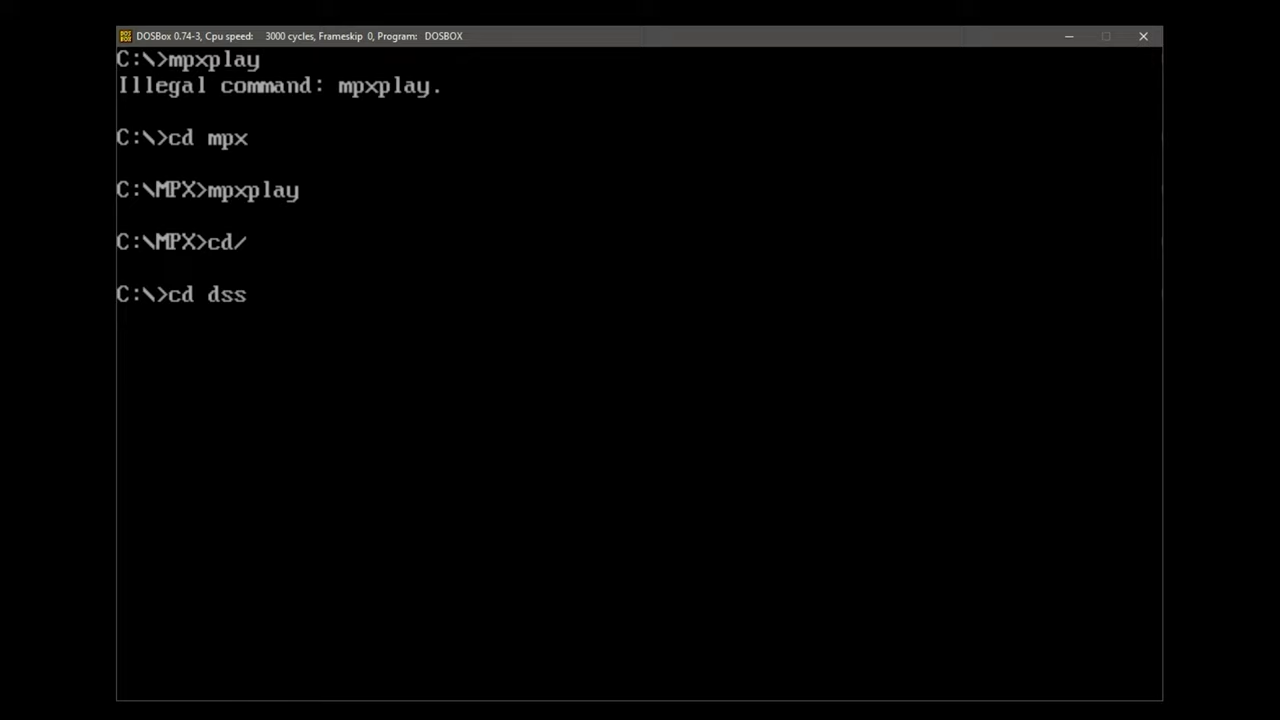 DOSBox 0.74-3, Cpu speed: 3000 cycles, Frameskip 0, Program: DOSBOX
C:\>mpxplay
Illegal command: mpxplay.
C:\>cd mpx
C:\MPX>mpxplay
C:\MPX>cd/
C:\>cd dss